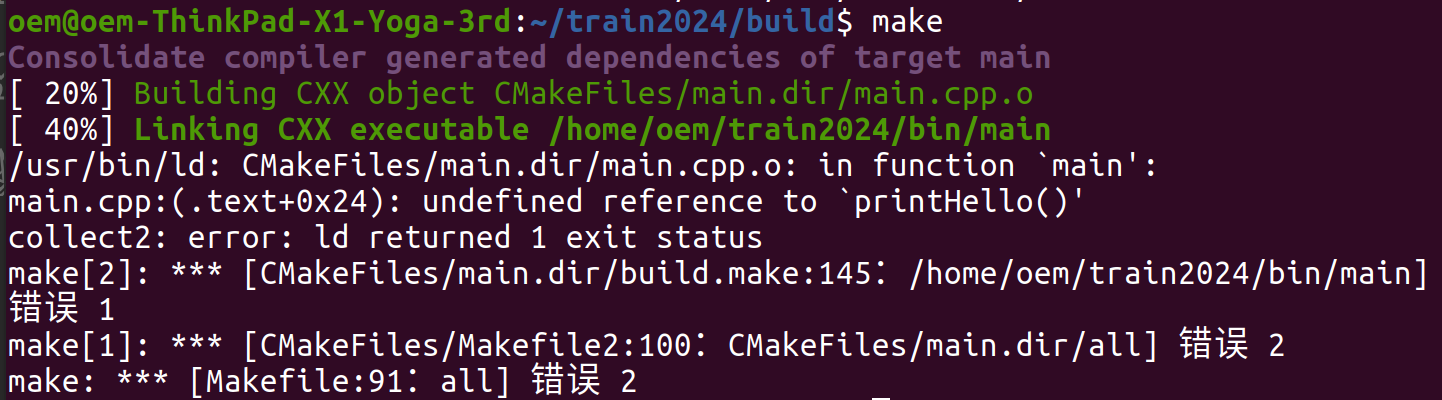 oem@oem-ThinkPad-X1-Yoga-3rd:~/train2024/build$ make
Consolidate compiler generated dependencies of target main
[ 20%] Building CXX object CMakeFiles/main.dir/main.cpp.o
[ 40%] Linking CXX executable /home/oem/train2024/bin/main
/usr/bin/ld: CMakeFiles/main.dir/main.cpp.o: in function `main':
main.cpp:(.text+0x24): undefined reference to `printHello()'
collect2: error: ld returned 1 exit status
make[2]: *** [CMakeFiles/main.dir/build.make:145：/home/oem/train2024/bin/main]
错误 1
make[1]: *** [CMakeFiles/Makefile2:100：CMakeFiles/main.dir/all] 错误 2
make: *** [Makefile:91：all] 错误 2